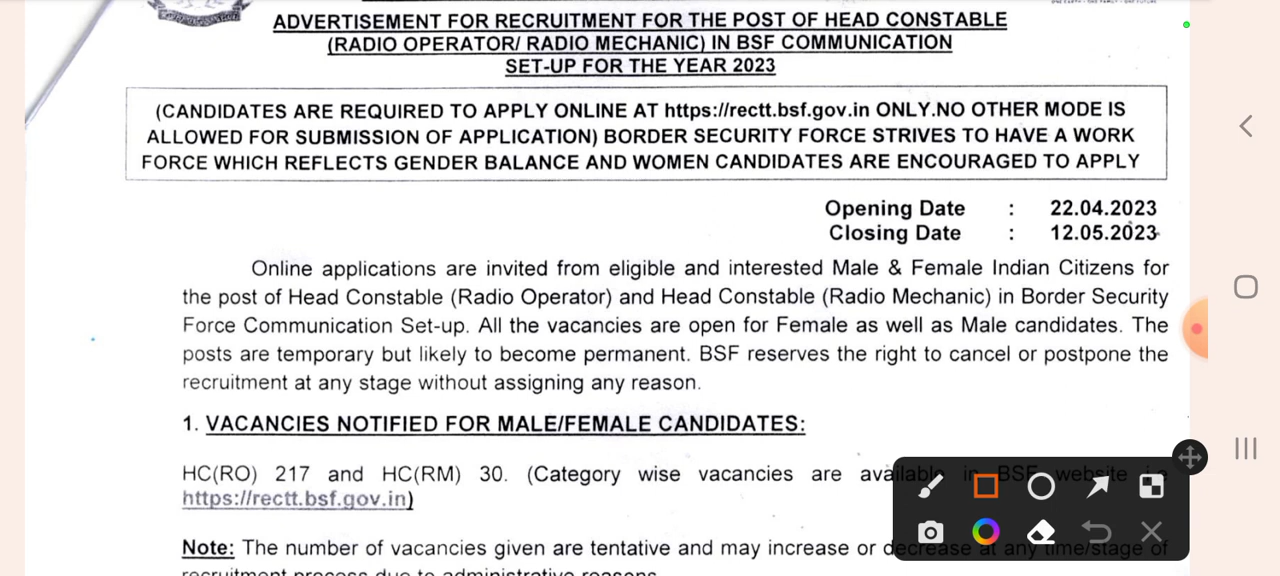 ADVERTISEMENT FOR RECRUITMENT FOR THE POST OF HEAD CONSTABLE
(RADIO OPERATOR/ RADIO MECHANIC) IN BSF COMMUNICATION
SET-UP FOR THE YEAR 2023
(CANDIDATES ARE REQUIRED TO APPLY ONLINE AT https://rectt.bsf.gov.in ONLY.NO OTHER MODE IS
ALLOWED FOR SUBMISSION OF APPLICATION) BORDER SECURITY FORCE STRIVES TO HAVE A WORK
FORCE WHICH REFLECTS GENDER BALANCE AND WOMEN CANDIDATES ARE ENCOURAGED TO APPLY
Opening Date : 22.04.2023
Closing Date : 12.05.2023
Online applications are invited from eligible and interested Male & Female Indian Citizens for
the post of Head Constable (Radio Operator) and Head Constable (Radio Mechanic) in Border Security
Force Communication Set-up. All the vacancies are open for Female as well as Male candidates. The
posts are temporary but likely to become permanent. BSF reserves the right to cancel or postpone the
recruitment at any stage without assigning any reason.
1. VACANCIES NOTIFIED FOR MALE/FEMALE CANDIDATES:
HC(RO) 217 and HC(RM) 30. (Category wise vacancies are available in BSF website i.e
https://rectt.bsf.gov.in)
Note: The number of vacancies given are tentative and may increase or decrease at any time/stage of
recruitment process due to administrative reasons.